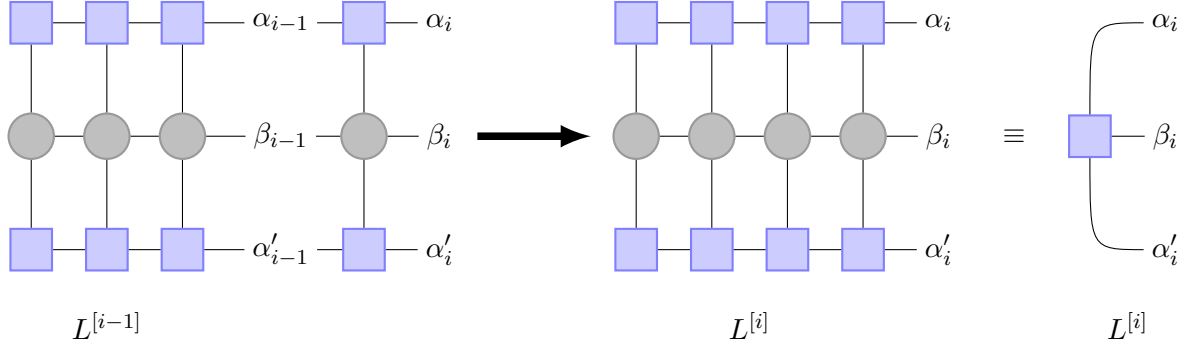 α_{i−1} α_i α_i α_i
β_{i−1} β_i β_i ≡ β_i
α′_{i−1} α′_i α′_i α′_i
L^{[i−1]} L^{[i]} L^{[i]}